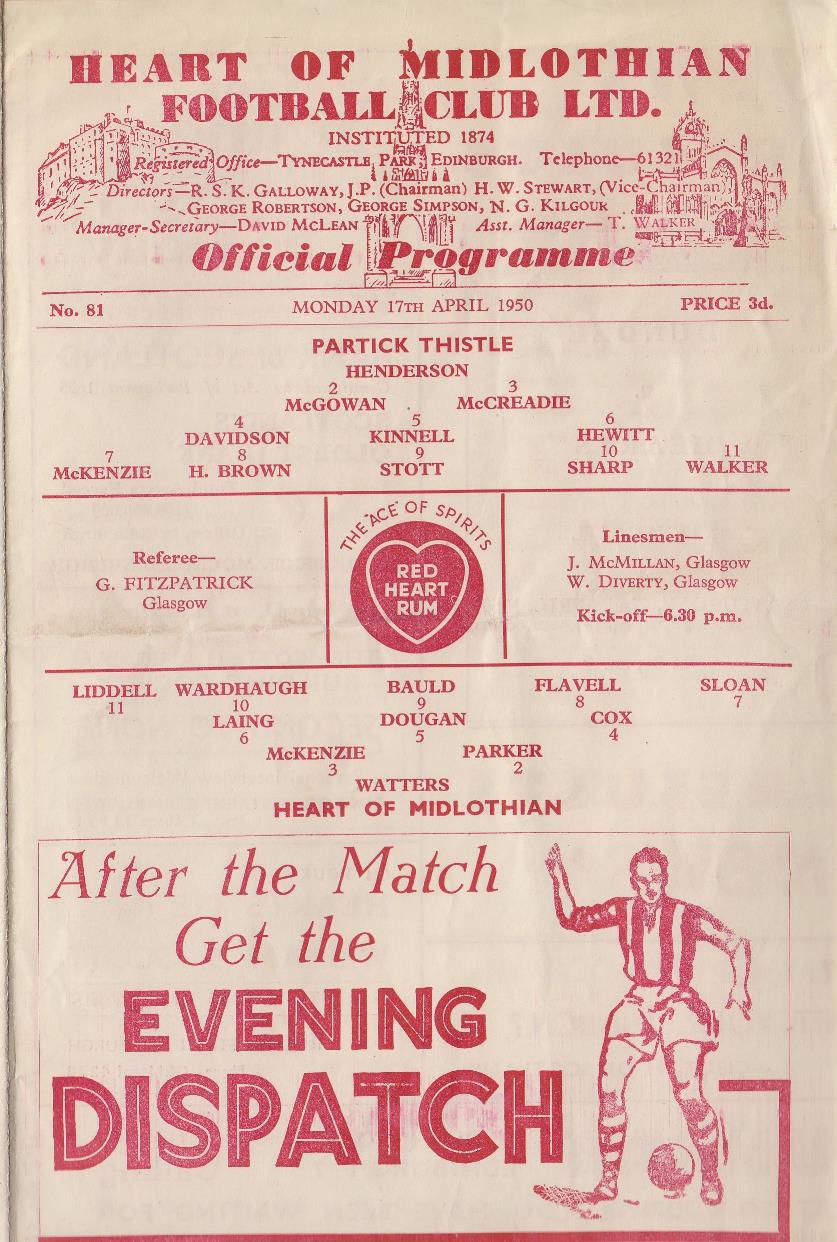 HEART OF MIDLOTHIAN
FOOTBALL CLUB LTD.
INSTITUTED 1874
Registered Office—TYNECASTLE PARK, EDINBURGH. Telephone—61321
Directors—R. S. K. GALLOWAY, J.P. (Chairman) H. W. STEWART, (Vice-Chairman)
GEORGE ROBERTSON, GEORGE SIMPSON, N. G. KILGOUR
Manager-Secretary—DAVID McLEAN Asst. Manager— T. WALKER
Official Programme
No. 81 MONDAY 17TH APRIL 1950 PRICE 3d.
PARTICK THISTLE
HENDERSON
2 3
McGOWAN McCREADIE
4 5 6
DAVIDSON KINNELL HEWITT
7 8 9 10 11
McKENZIE H. BROWN STOTT SHARP WALKER
Referee—
G. FITZPATRICK
Glasgow
THE "ACE" OF SPIRITS
RED
HEART
RUM
Linesmen—
J. McMILLAN, Glasgow
W. DIVERTY, Glasgow
Kick-off—6.30 p.m.
LIDDELL WARDHAUGH BAULD FLAVELL SLOAN
11 10 9 8 7
LAING DOUGAN COX
6 5 4
McKENZIE PARKER
3 2
WATTERS
HEART OF MIDLOTHIAN
After the Match
Get the
EVENING
DISPATCH